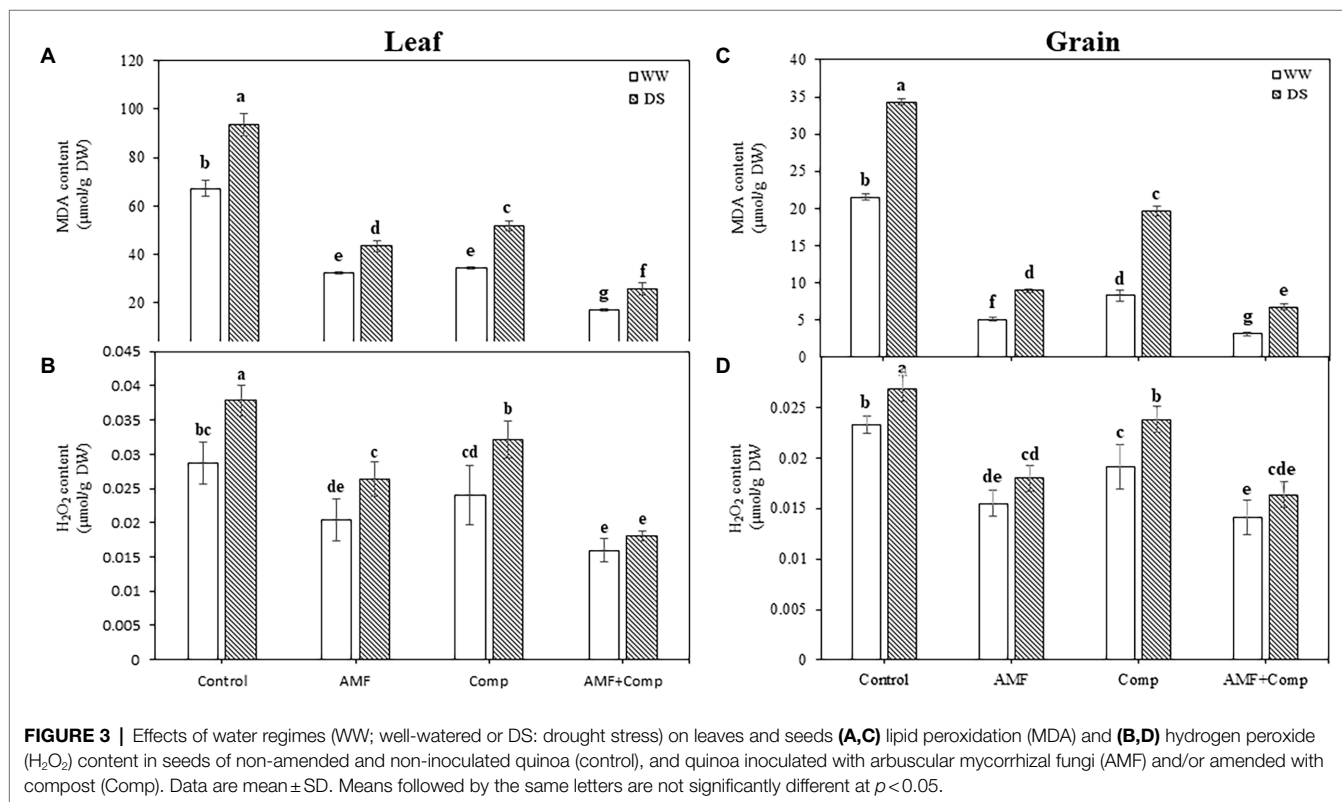 Leaf
Grain
A
120
100
80
60
40
20
MDA content
(µmol/g DW)
WW
DS
b
a
e
d
e
c
g
f
C
40
35
30
25
20
15
10
5
0
MDA content
(µmol/g DW)
WW
DS
b
a
f
d
d
c
g
e
B
0.045
0.04
0.035
0.03
0.025
0.02
0.015
0.01
0.005
0
H₂O₂ content
(µmol/g DW)
bc
a
de
c
cd
b
e
e
Control
AMF
Comp
AMF+Comp
D
0.025
0.02
0.015
0.01
0.005
0
H₂O₂ content
(µmol/g DW
b
a
de
cd
c
b
e
cde
Control
AMF
Comp
AMF+Comp
FIGURE 3 | Effects of water regimes (WW; well-watered or DS: drought stress) on leaves and seeds (A,C) lipid peroxidation (MDA) and (B,D) hydrogen peroxide
(H₂O₂) content in seeds of non-amended and non-inoculated quinoa (control), and quinoa inoculated with arbuscular mycorrhizal fungi (AMF) and/or amended with
compost (Comp). Data are mean ± SD. Means followed by the same letters are not significantly different at p < 0.05.